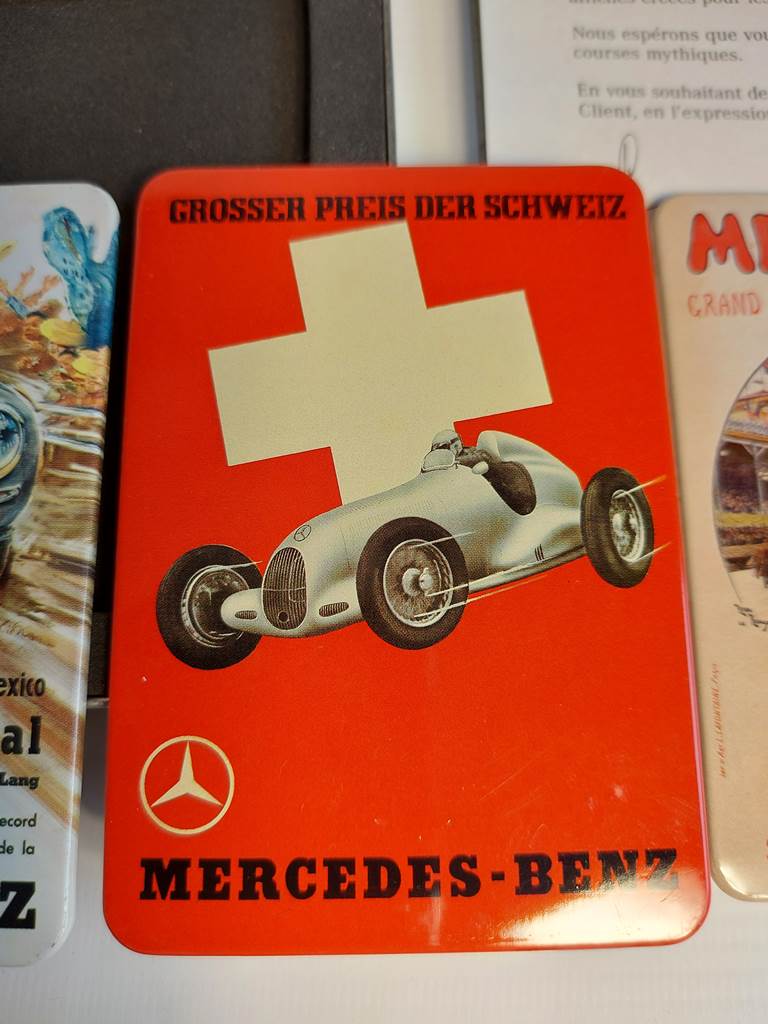 Nous espérons que vou
courses mythiques.
En vous souhaitant de
Client, en l'expression
GROSSER PREIS DER SCHWEIZ
MERCEDES-BENZ
exico
al
Lang
ecord
de la
Z
GRAND